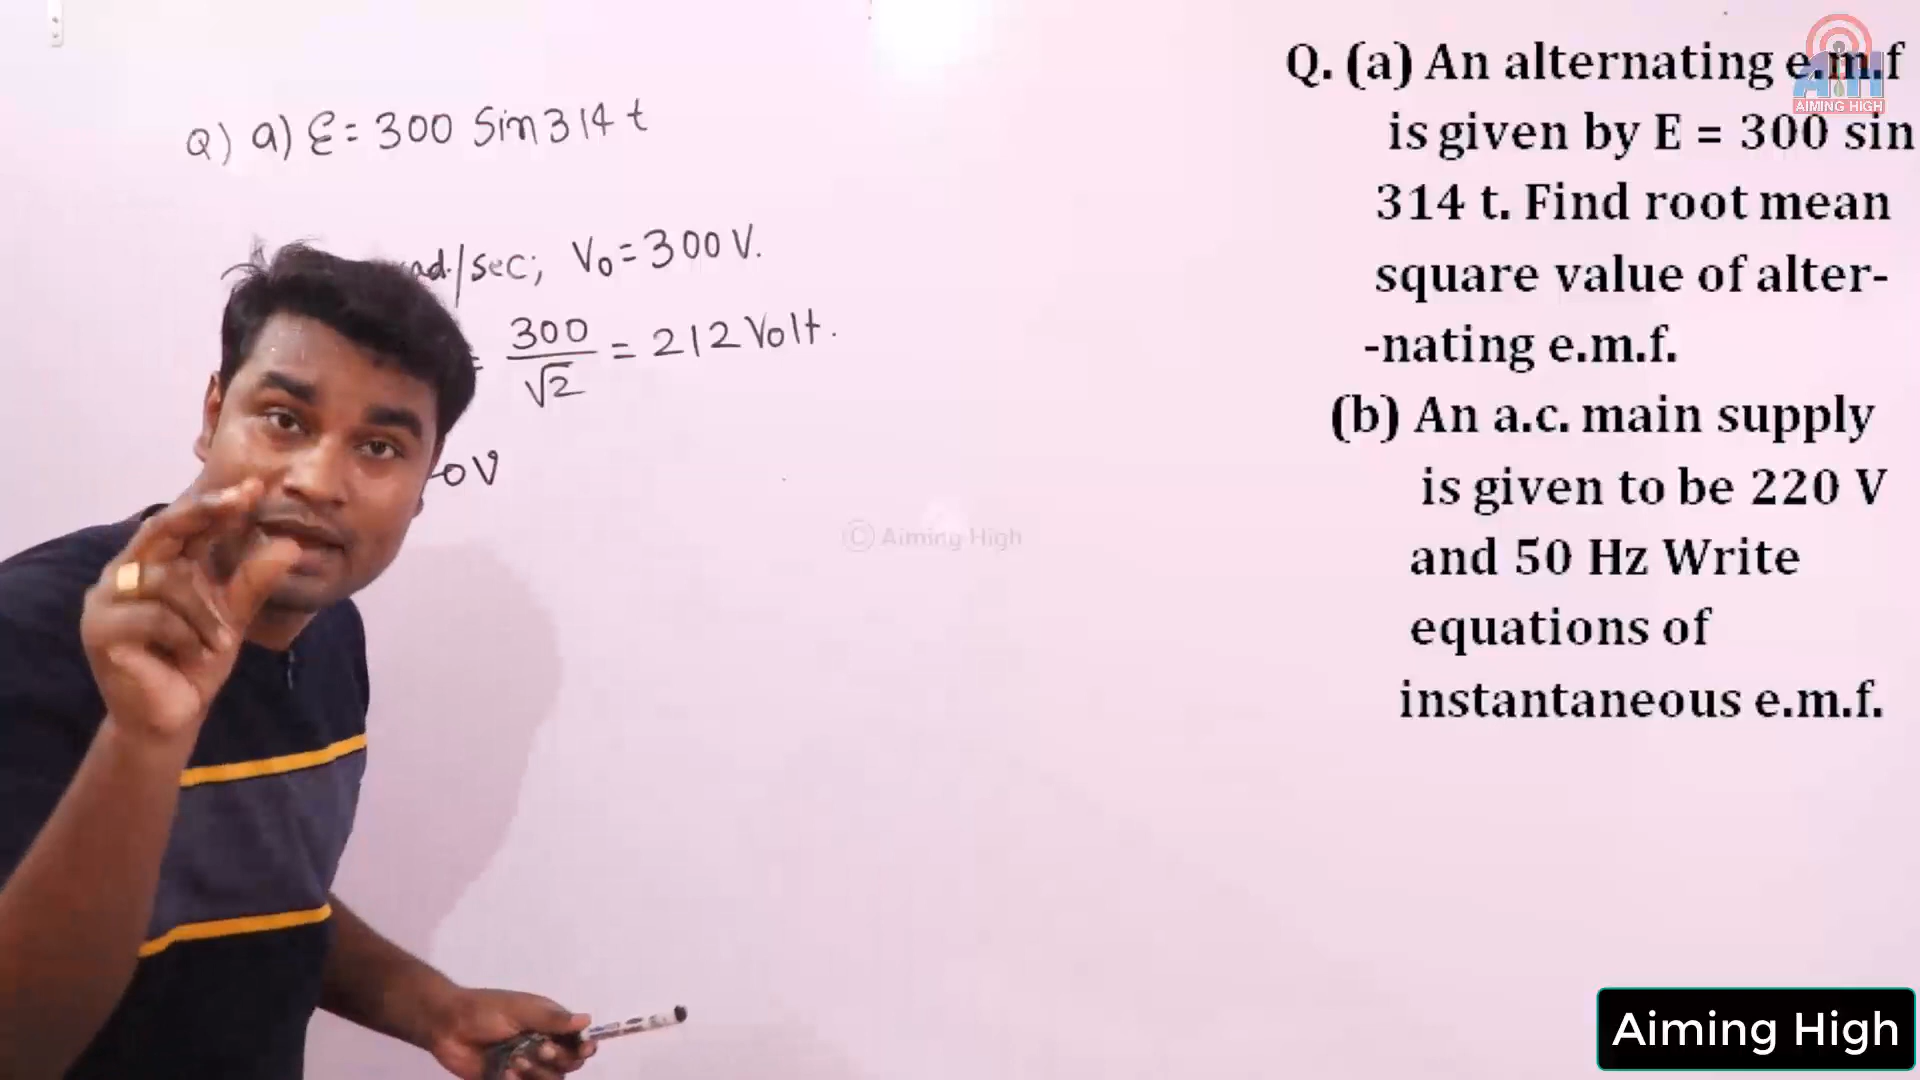 Q) a) Ɛ = 300 Sin 314 t
rad/sec; V₀ = 300 V.
= 300/√2 = 212 Volt.
0V
© Aiming High
Q. (a) An alternating e.m.f
is given by E = 300 sin
314 t. Find root mean
square value of alter-
-nating e.m.f.
(b) An a.c. main supply
is given to be 220 V
and 50 Hz Write
equations of
instantaneous e.m.f.
AH
AIMING HIGH
Aiming High